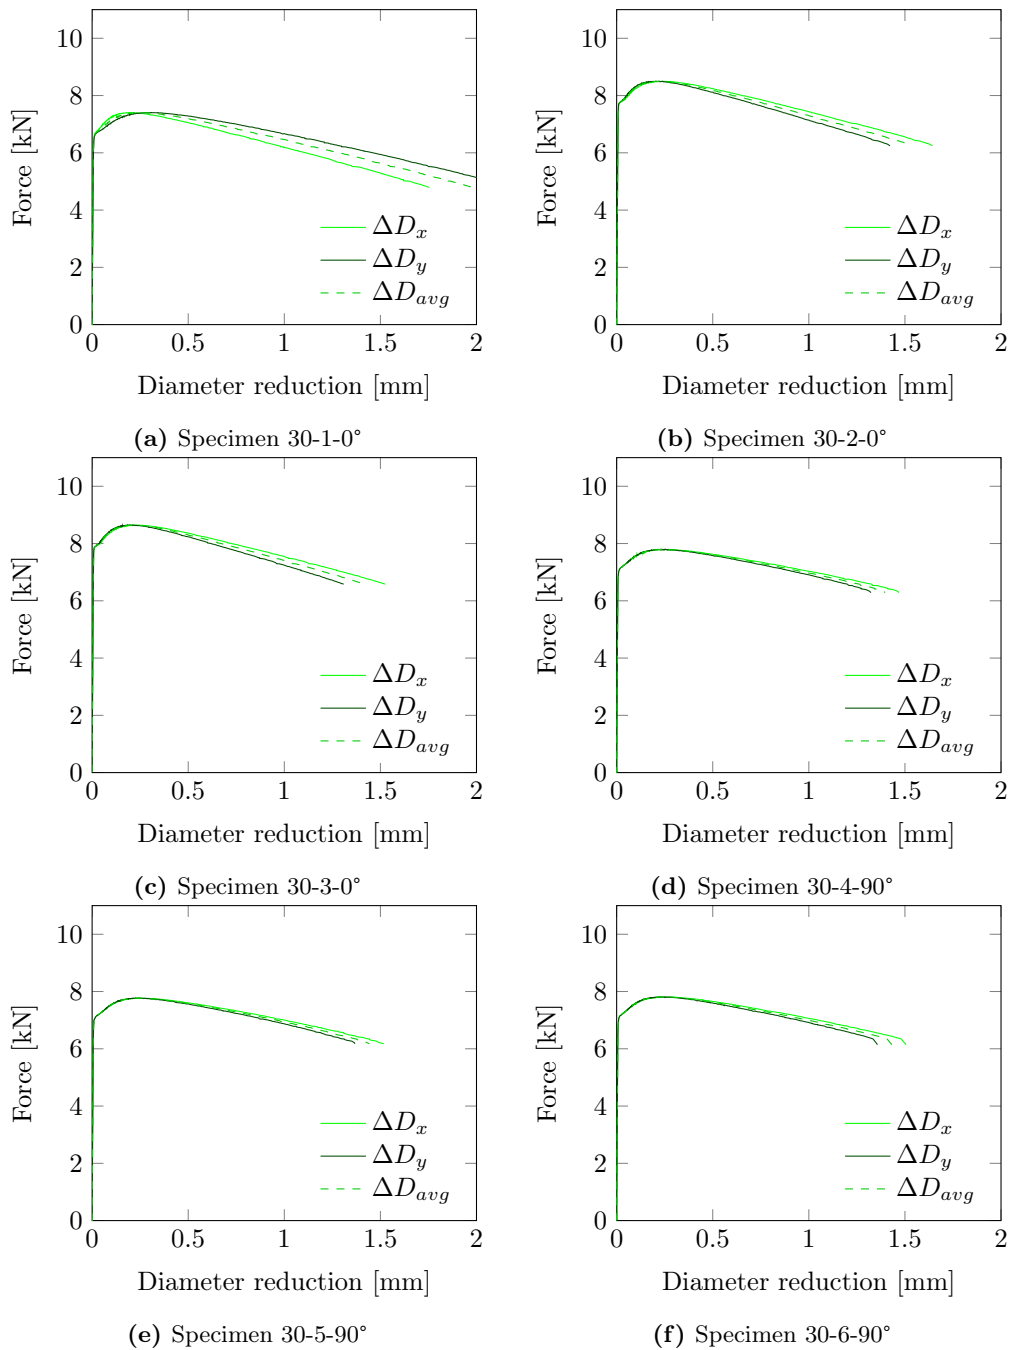 10
8
6
4
2
0
0 0.5 1 1.5 2
Force [kN]
Diameter reduction [mm]
ΔD_x
ΔD_y
ΔD_avg
(a) Specimen 30-1-0°
10
8
6
4
2
0
0 0.5 1 1.5 2
Force [kN]
Diameter reduction [mm]
ΔD_x
ΔD_y
ΔD_avg
(b) Specimen 30-2-0°
10
8
6
4
2
0
0 0.5 1 1.5 2
Force [kN]
Diameter reduction [mm]
ΔD_x
ΔD_y
ΔD_avg
(c) Specimen 30-3-0°
10
8
6
4
2
0
0 0.5 1 1.5 2
Force [kN]
Diameter reduction [mm]
ΔD_x
ΔD_y
ΔD_avg
(d) Specimen 30-4-90°
10
8
6
4
2
0
0 0.5 1 1.5 2
Force [kN]
Diameter reduction [mm]
ΔD_x
ΔD_y
ΔD_avg
(e) Specimen 30-5-90°
10
8
6
4
2
0
0 0.5 1 1.5 2
Force [kN]
Diameter reduction [mm]
ΔD_x
ΔD_y
ΔD_avg
(f) Specimen 30-6-90°